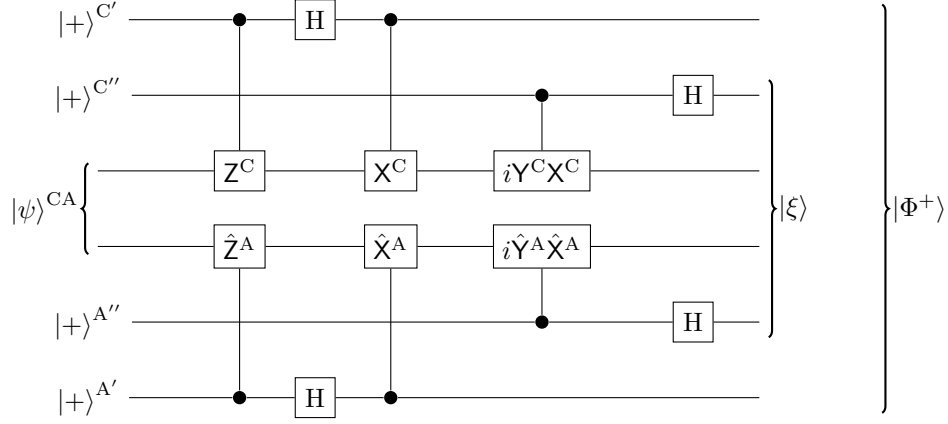 |+⟩^{C′} H
|+⟩^{C″} H
Z^C X^C iY^C X^C
|ψ⟩^{CA} |ξ⟩ |Φ^+⟩
Ẑ^A X̂^A iŶ^A X̂^A
|+⟩^{A″} H
|+⟩^{A′} H